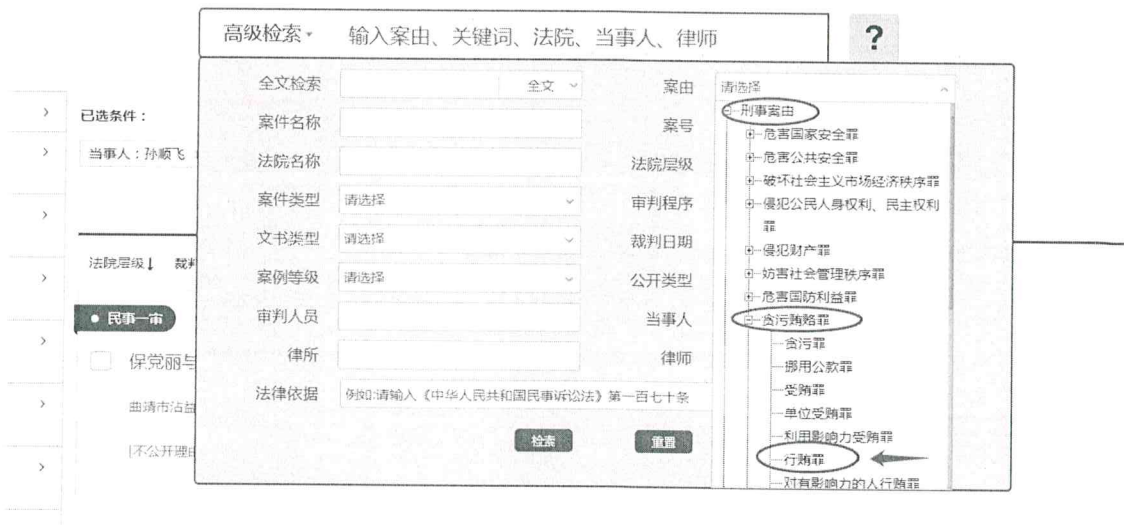 高级检索
输入案由、关键词、法院、当事人、律师
?
已选条件：
当事人：孙顺飞
法院层级↓ 裁判
民事一审
保党丽与
曲靖市沾益
[不公开理由
全文检索
全文
案件名称
法院名称
案件类型
请选择
文书类型
请选择
案例等级
请选择
审判人员
律所
法律依据
例如:请输入《中华人民共和国民事诉讼法》第一百七十条
检索
重置
案由
请选择
案号
法院层级
审判程序
裁判日期
公开类型
当事人
律师
刑事案由
危害国家安全罪
危害公共安全罪
破坏社会主义市场经济秩序罪
侵犯公民人身权利、民主权利
罪
侵犯财产罪
妨害社会管理秩序罪
危害国防利益罪
贪污贿赂罪
贪污罪
挪用公款罪
受贿罪
单位受贿罪
利用影响力受贿罪
行贿罪
对有影响力的人行贿罪